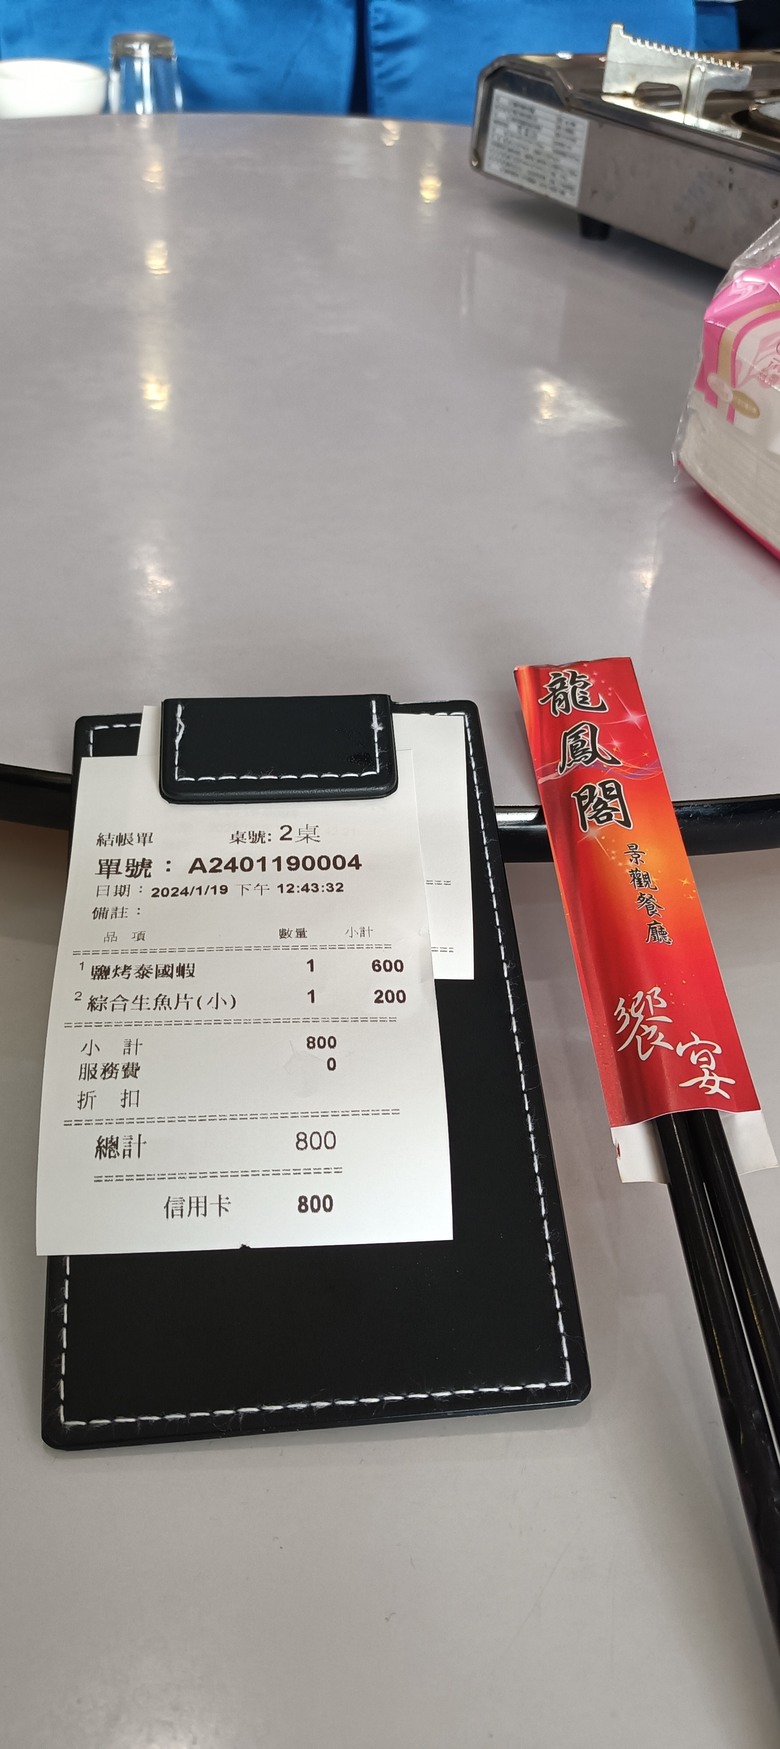 結帳單 桌號: 2桌
單號： A2401190004
日期：2024/1/19 下午 12:43:32
備註：
品 項 數量 小計
1 鹽烤泰國蝦 1 600
2 綜合生魚片(小) 1 200
小 計 800
服務費 0
折 扣
總計 800
信用卡 800
龍鳳閣
景觀餐廳
饗宴